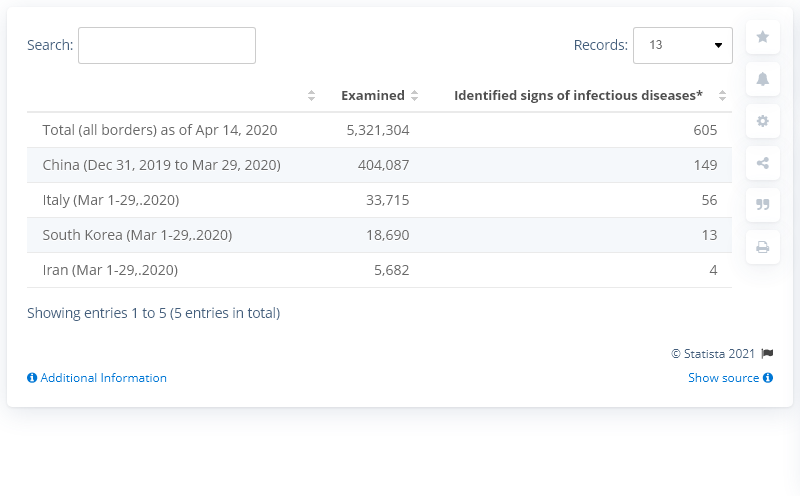 Search:
Records: 13
Examined Identified signs of infectious diseases*
Total (all borders) as of Apr 14, 2020 5,321,304 605
China (Dec 31, 2019 to Mar 29, 2020) 404,087 149
Italy (Mar 1-29,.2020) 33,715 56
South Korea (Mar 1-29,.2020) 18,690 13
Iran (Mar 1-29,.2020) 5,682 4
Showing entries 1 to 5 (5 entries in total)
© Statista 2021
Additional Information
Show source